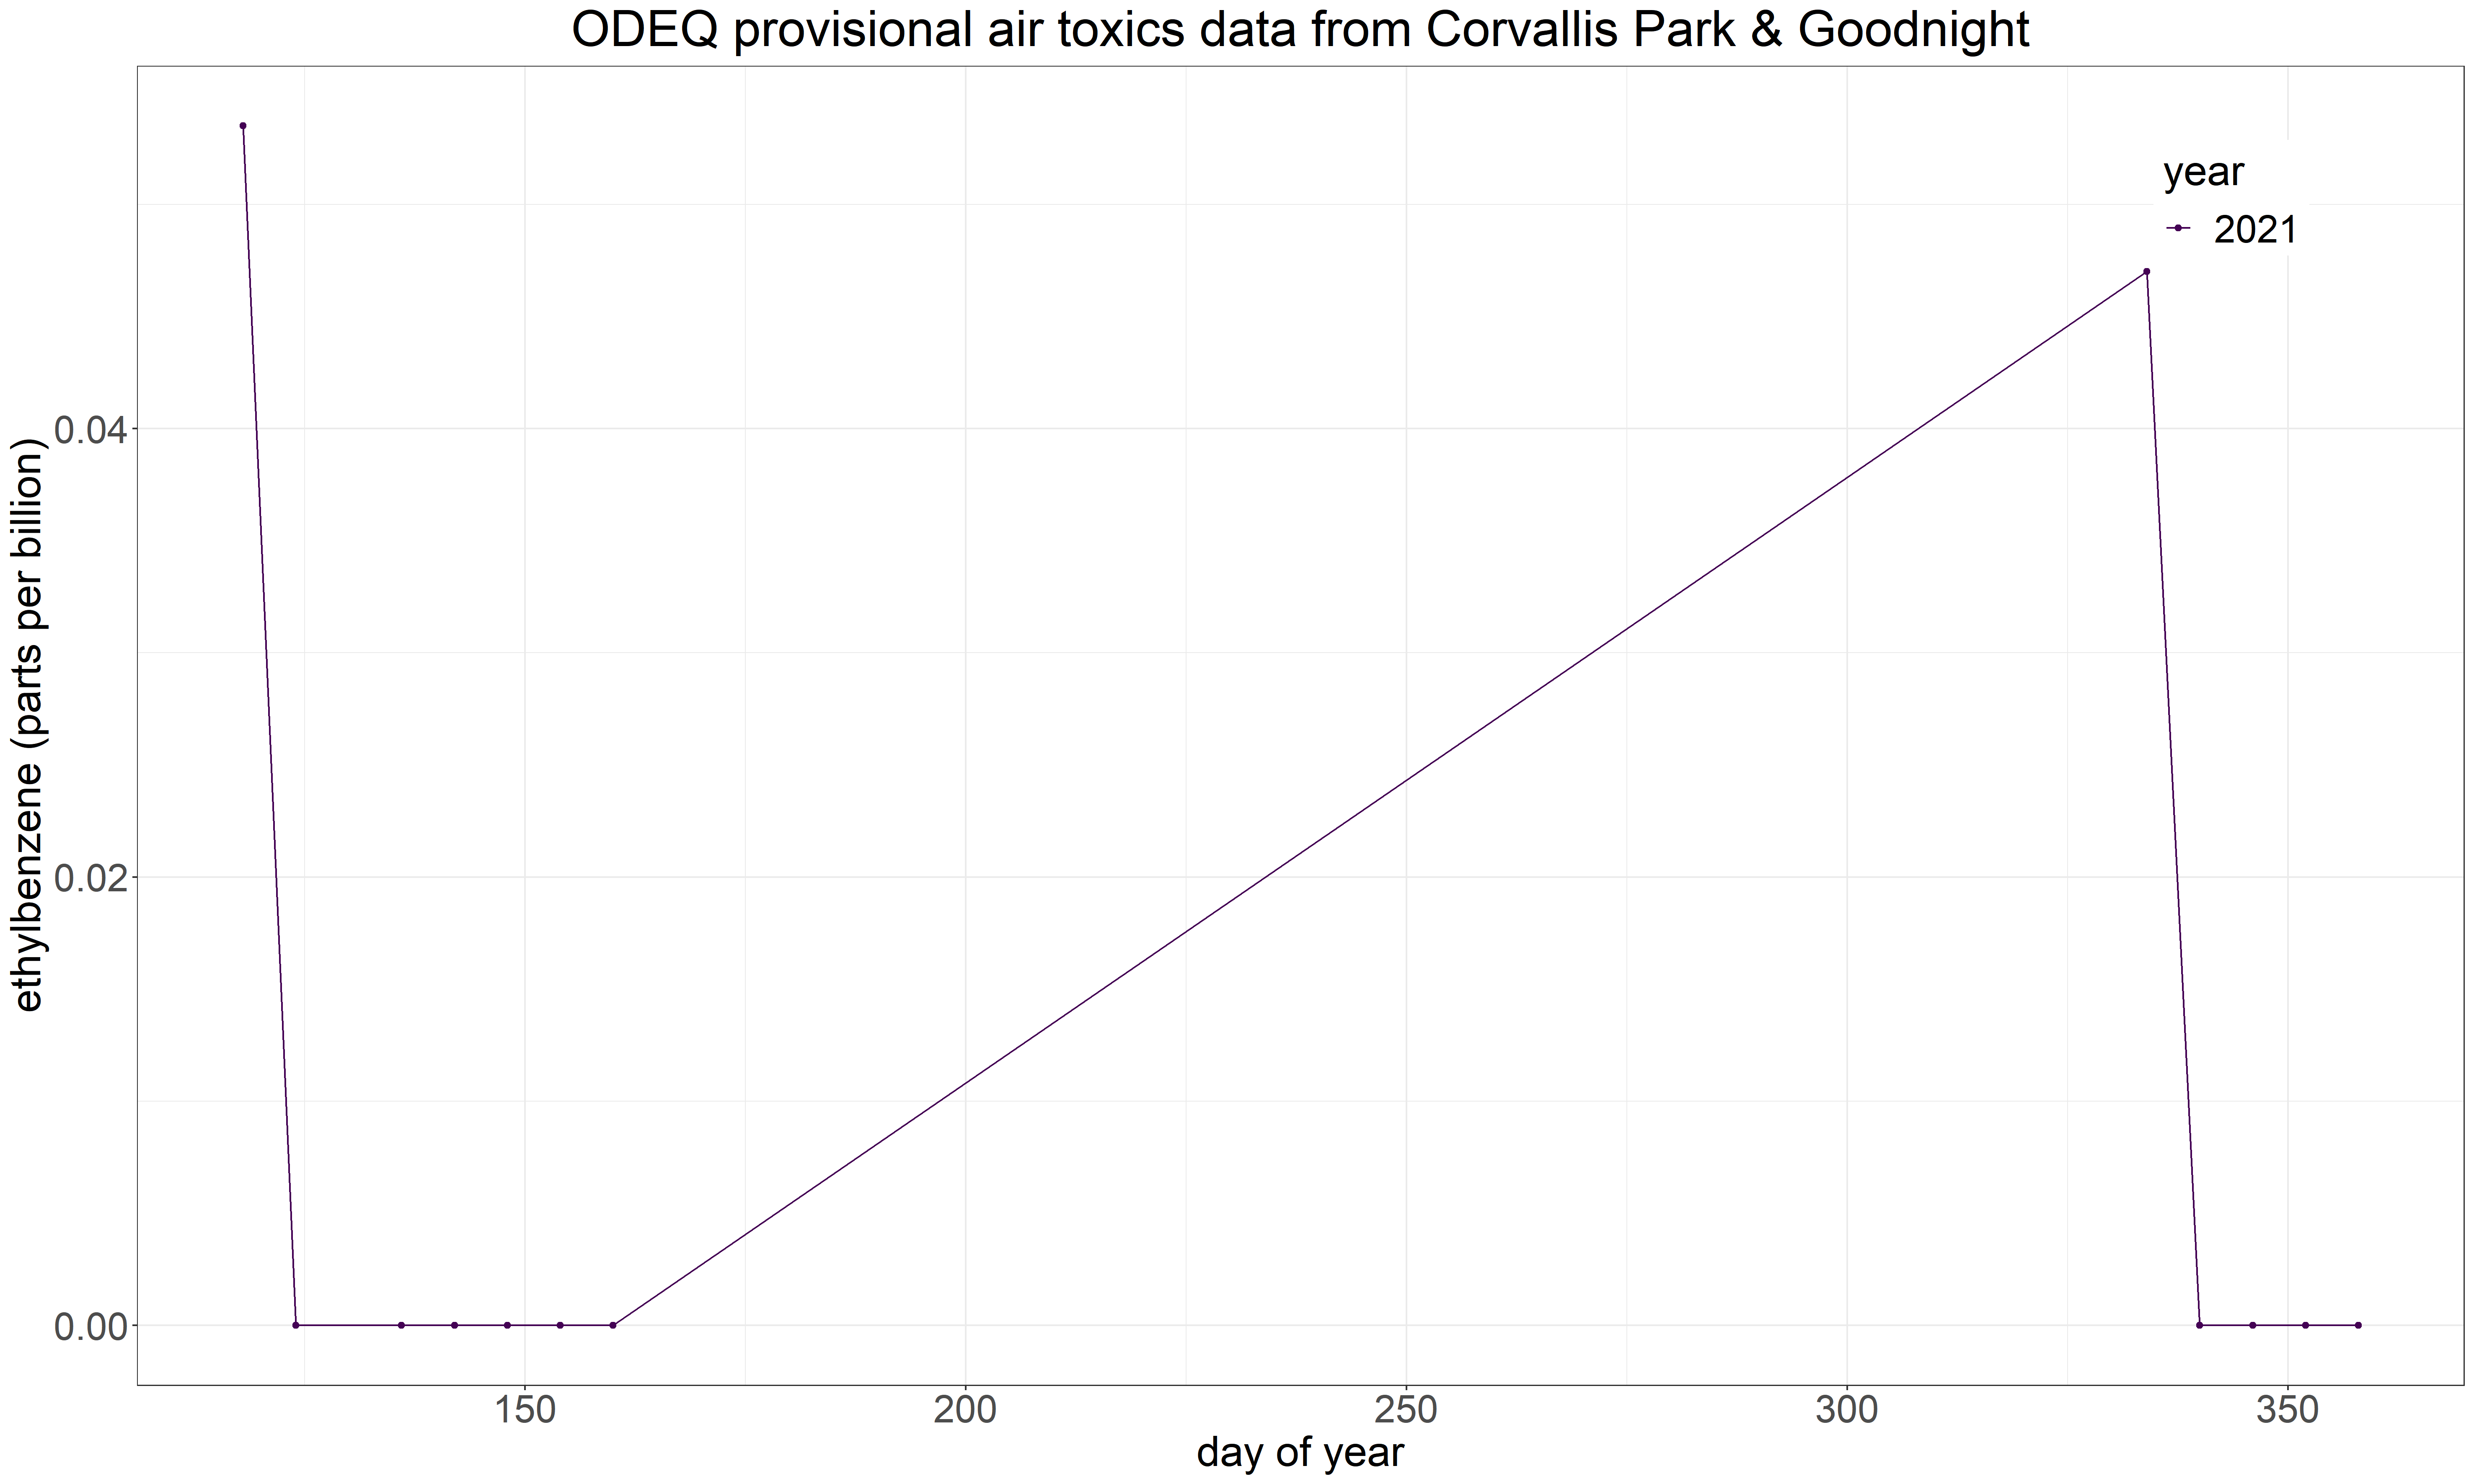 ODEQ provisional air toxics data from Corvallis Park & Goodnight
year
2021
ethylbenzene (parts per billion)
0.04
0.02
0.00
150 200 250 300 350
day of year